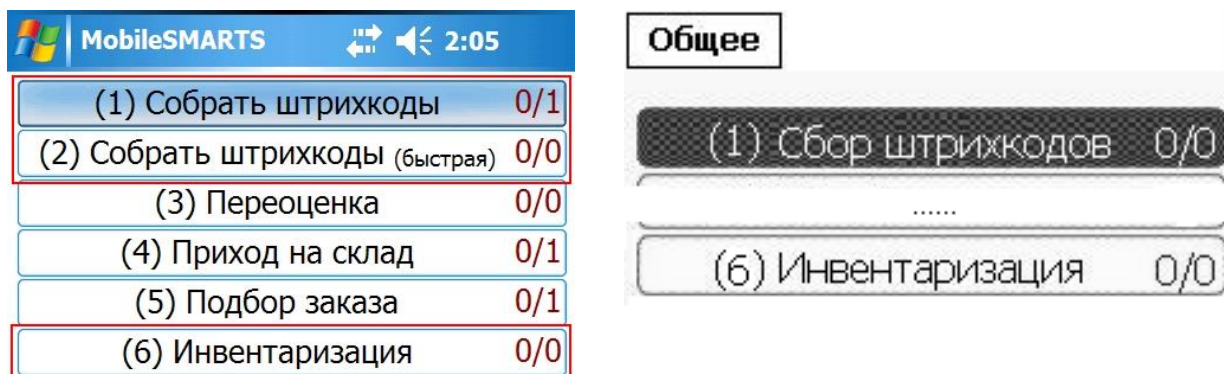 MobileSMARTS 2:05
(1) Собрать штрихкоды 0/1
(2) Собрать штрихкоды (быстрая) 0/0
(3) Переоценка 0/0
(4) Приход на склад 0/1
(5) Подбор заказа 0/1
(6) Инвентаризация 0/0
Общее
(1) Сбор штрихкодов 0/0
......
(6) Инвентаризация 0/0